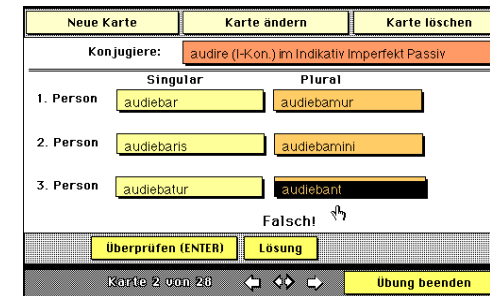 Neue Karte Karte ändern Karte löschen
Konjugiere: audire (I-Kon.) im Indikativ Imperfekt Passiv
Singular Plural
1. Person audiebar audiebamur
2. Person audiebaris audiebamini
3. Person audiebatur audiebant
Falsch!
Überprüfen (ENTER) Lösung
Karte 2 von 28 Übung beenden